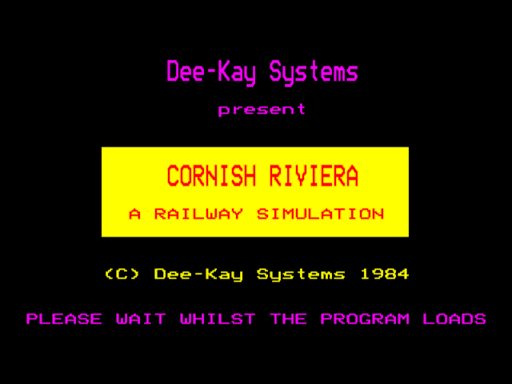 Dee-Kay Systems
present
CORNISH RIVIERA
A RAILWAY SIMULATION
(C) Dee-Kay Systems 1984
PLEASE WAIT WHILST THE PROGRAM LOADS